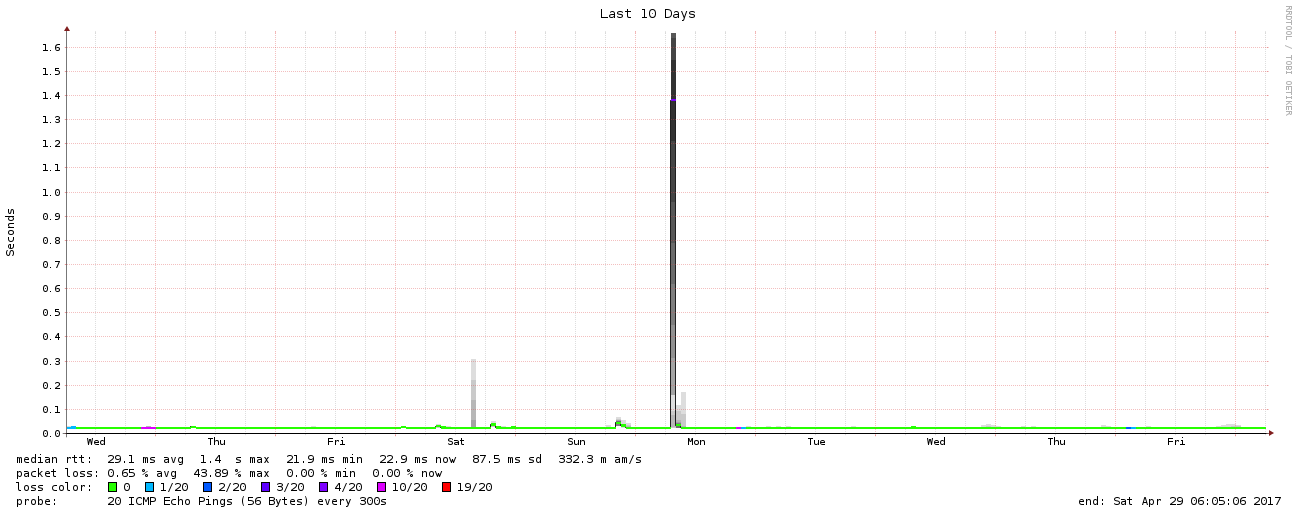 Last 10 Days
RRDTOOL / TOBI OETIKER
Seconds
1.6
1.5
1.4
1.3
1.2
1.1
1.0
0.9
0.8
0.7
0.6
0.5
0.4
0.3
0.2
0.1
0.0
Wed Thu Fri Sat Sun Mon Tue Wed Thu Fri
median rtt: 29.1 ms avg 1.4 s max 21.9 ms min 22.9 ms now 87.5 ms sd 332.3 m am/s
packet loss: 0.65 % avg 43.89 % max 0.00 % min 0.00 % now
loss color: 0 1/20 2/20 3/20 4/20 10/20 19/20
probe: 20 ICMP Echo Pings (56 Bytes) every 300s end: Sat Apr 29 06:05:06 2017